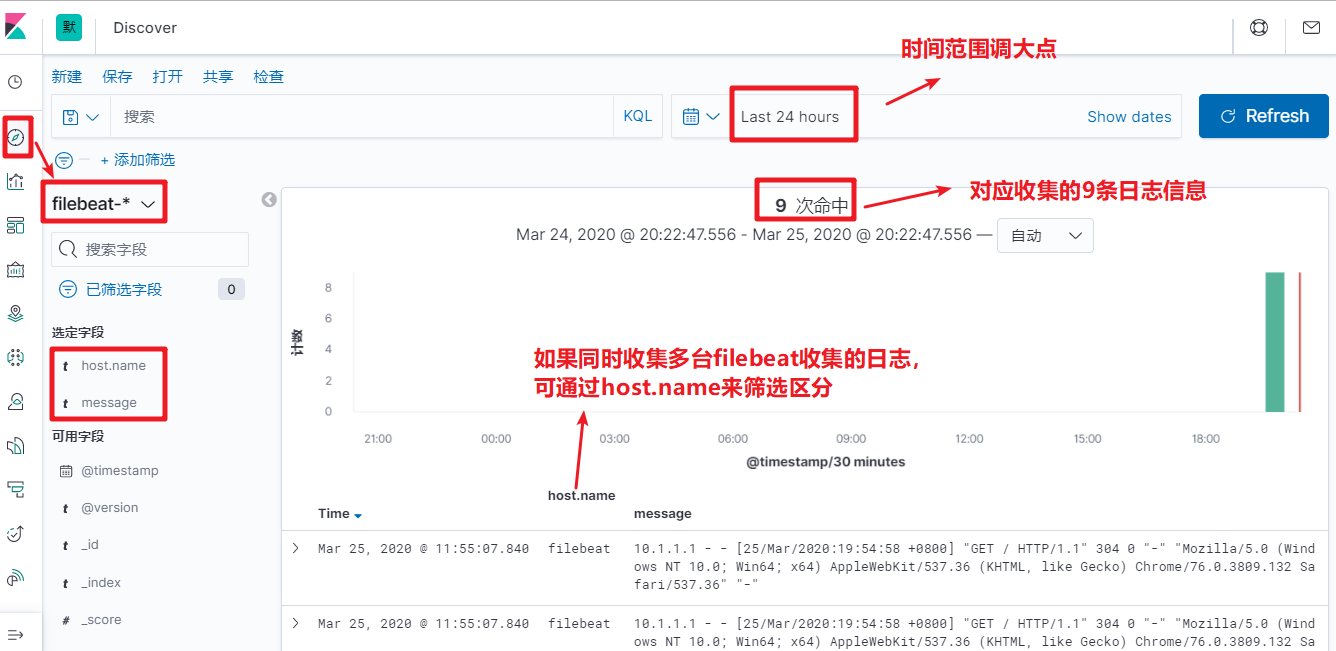 默
Discover
时间范围调大点
新建 保存 打开 共享 检查
搜索
KQL
Last 24 hours
Show dates
Refresh
+ 添加筛选
filebeat-*
搜索字段
已筛选字段
0
选定字段
t host.name
t message
可用字段
@timestamp
t @version
t _id
t _index
# _score
9 次命中
对应收集的9条日志信息
Mar 24, 2020 @ 20:22:47.556 - Mar 25, 2020 @ 20:22:47.556 —
自动
计数
8
6
4
2
0
如果同时收集多台filebeat收集的日志,
可通过host.name来筛选区分
21:00 00:00 03:00 06:00 09:00 12:00 15:00 18:00
@timestamp/30 minutes
Time
host.name
message
Mar 25, 2020 @ 11:55:07.840 filebeat 10.1.1.1 - - [25/Mar/2020:19:54:58 +0800] "GET / HTTP/1.1" 304 0 "-" "Mozilla/5.0 (Wind
ows NT 10.0; Win64; x64) AppleWebKit/537.36 (KHTML, like Gecko) Chrome/76.0.3809.132 Sa
fari/537.36" "-"
Mar 25, 2020 @ 11:55:07.840 filebeat 10.1.1.1 - - [25/Mar/2020:19:54:58 +0800] "GET / HTTP/1.1" 304 0 "-" "Mozilla/5.0 (Wind
ows NT 10.0; Win64; x64) AppleWebKit/537.36 (KHTML, like Gecko) Chrome/76.0.3809.132 Sa